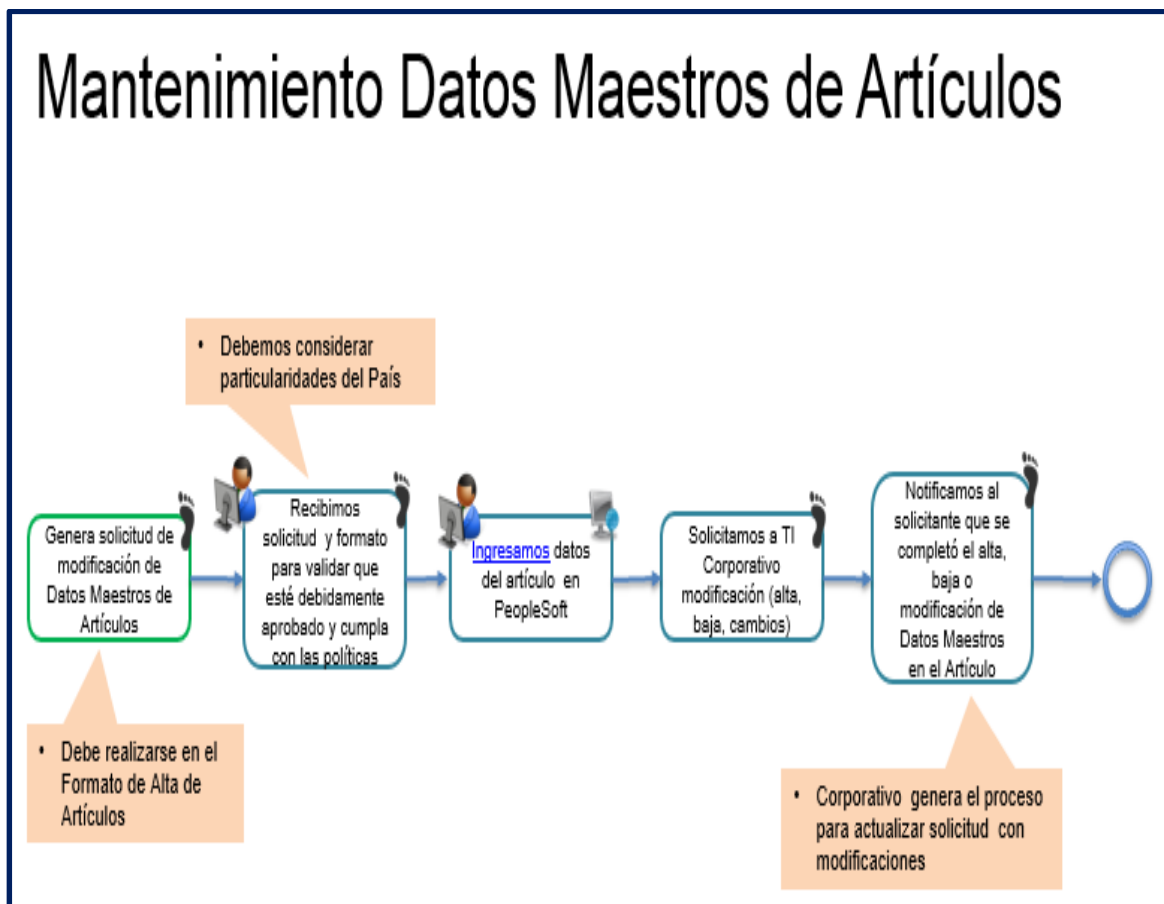 Mantenimiento Datos Maestros de Artículos
• Debemos considerar
particularidades del País
Genera solicitud de
modificación de
Datos Maestros de
Artículos
Recibimos
solicitud y formato
para validar que
esté debidamente
aprobado y cumpla
con las políticas
Ingresamos datos
del artículo en
PeopleSoft
Solicitamos a TI
Corporativo
modificación (alta,
baja, cambios)
Notificamos al
solicitante que se
completó el alta,
baja o
modificación de
Datos Maestros
en el Artículo
• Debe realizarse en el
Formato de Alta de
Artículos
• Corporativo genera el proceso
para actualizar solicitud con
modificaciones